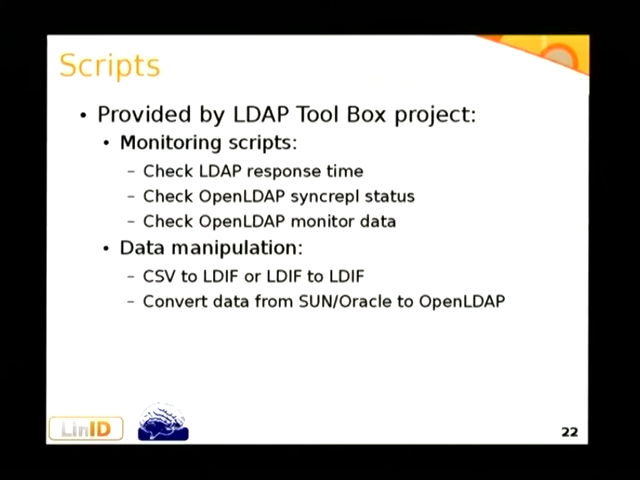 Scripts
• Provided by LDAP Tool Box project:
• Monitoring scripts:
– Check LDAP response time
– Check OpenLDAP syncrepl status
– Check OpenLDAP monitor data
• Data manipulation:
– CSV to LDIF or LDIF to LDIF
– Convert data from SUN/Oracle to OpenLDAP
LinID
22